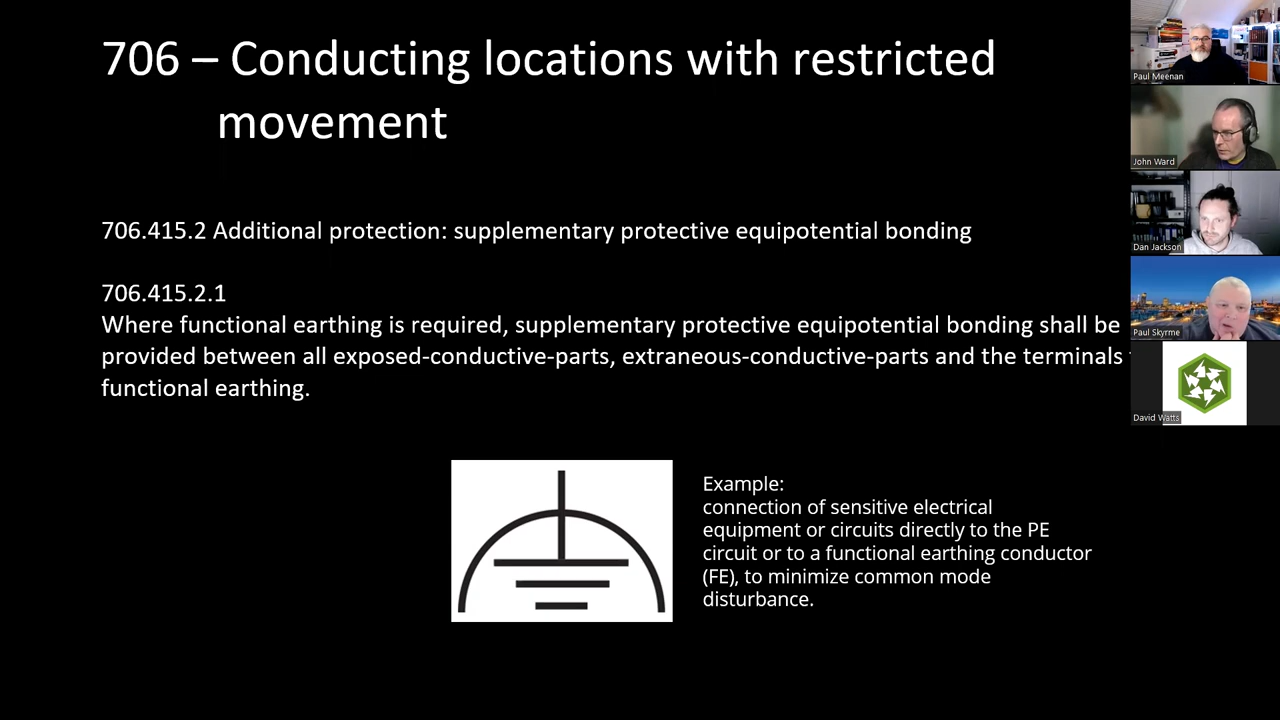 706 – Conducting locations with restricted
movement
706.415.2 Additional protection: supplementary protective equipotential bonding
706.415.2.1
Where functional earthing is required, supplementary protective equipotential bonding shall be
provided between all exposed-conductive-parts, extraneous-conductive-parts and the terminals
functional earthing.
Example:
connection of sensitive electrical
equipment or circuits directly to the PE
circuit or to a functional earthing conductor
(FE), to minimize common mode
disturbance.
Paul Meenan
John Ward
Dan Jackson
Paul Skyrme
David Watts